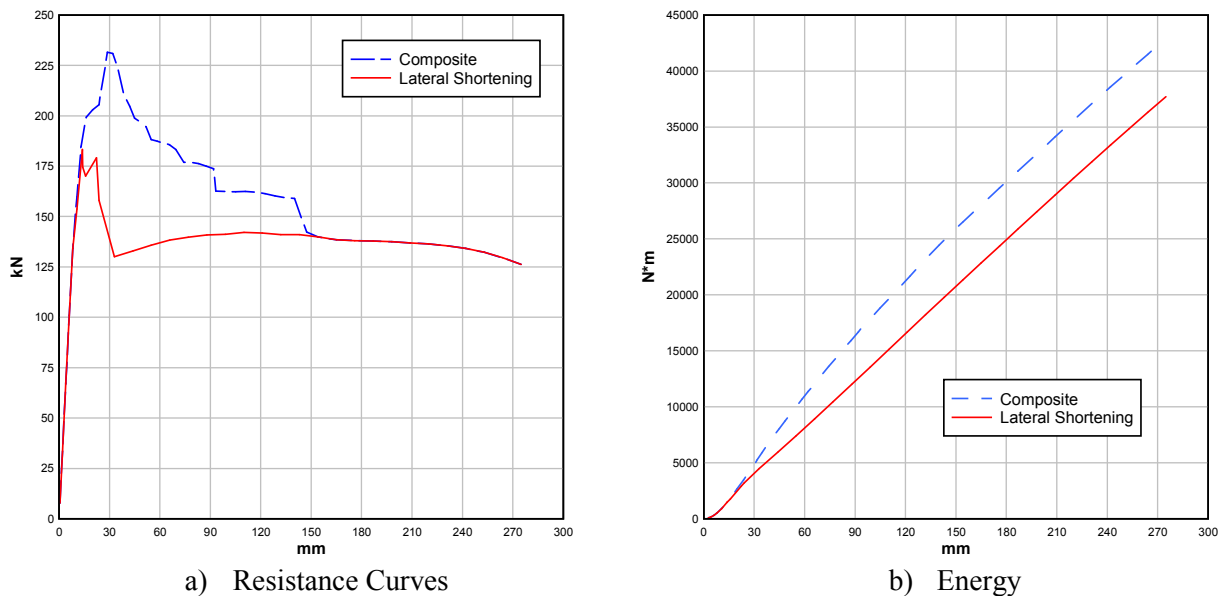 250
225
200
175
150
125
100
75
50
25
0
kN
0 30 60 90 120 150 180 210 240 270 300
mm
Composite
Lateral Shortening
a) Resistance Curves
45000
40000
35000
30000
25000
20000
15000
10000
5000
0
N*m
0 30 60 90 120 150 180 210 240 270 300
mm
Composite
Lateral Shortening
b) Energy